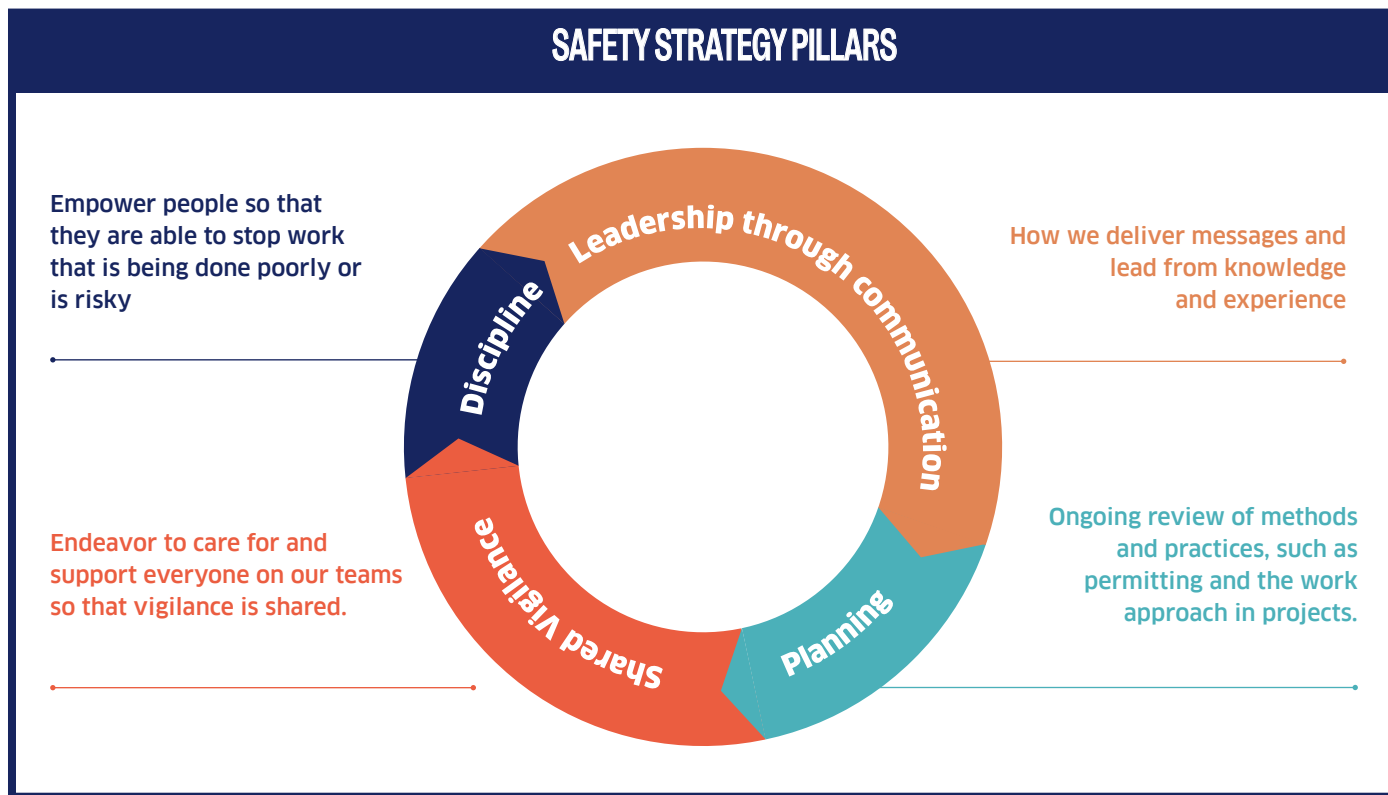 SAFETY STRATEGY PILLARS
Empower people so that
they are able to stop work
that is being done poorly or
is risky
Leadership through communication
How we deliver messages and
lead from knowledge
and experience
Discipline
Endeavor to care for and
support everyone on our teams
so that vigilance is shared.
Shared Vigilance
Planning
Ongoing review of methods
and practices, such as
permitting and the work
approach in projects.